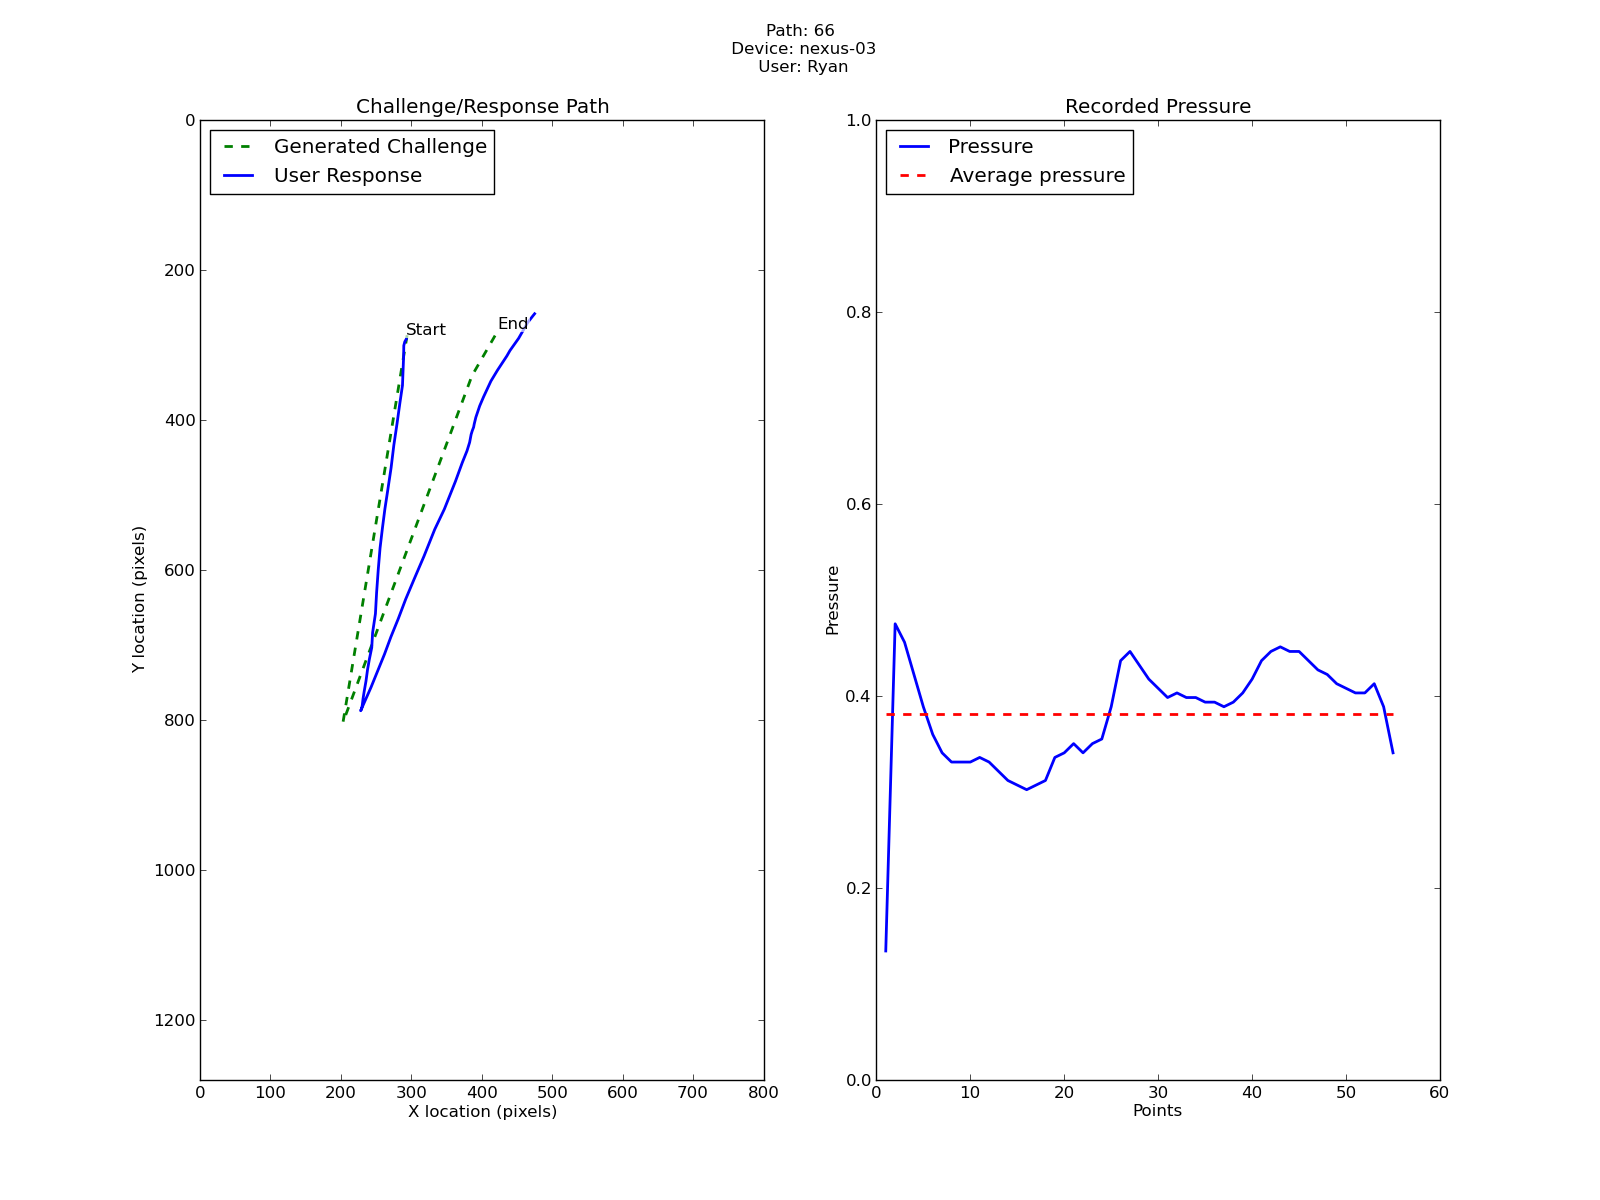 Path: 66
Device: nexus-03
User: Ryan
Challenge/Response Path
Generated Challenge
User Response
Start
End
0
200
400
600
800
1000
1200
Y location (pixels)
0 100 200 300 400 500 600 700 800
X location (pixels)
Recorded Pressure
Pressure
Average pressure
1.0
0.8
0.6
0.4
0.2
0.0
Pressure
0 10 20 30 40 50 60
Points